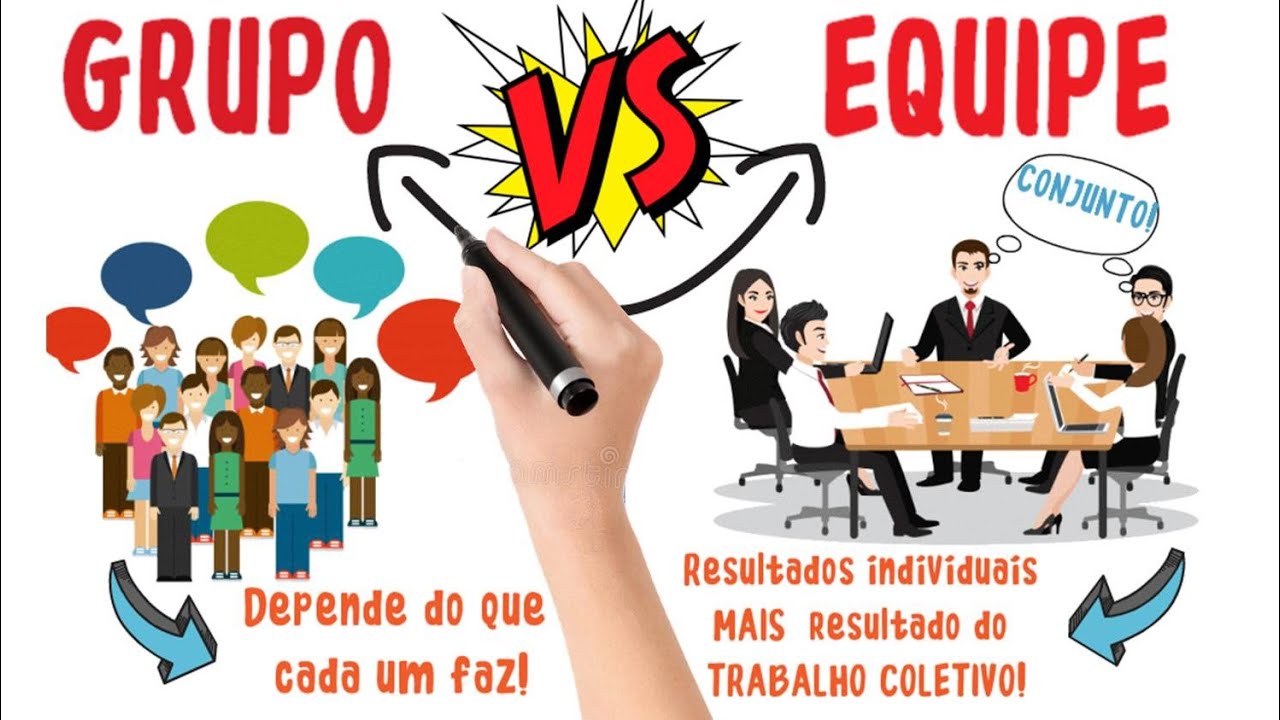 GRUPO
VS
EQUIPE
CONJUNTO!
Depende do que
cada um faz!
Resultados individuais
MAIS Resultado do
TRABALHO COLETIVO!